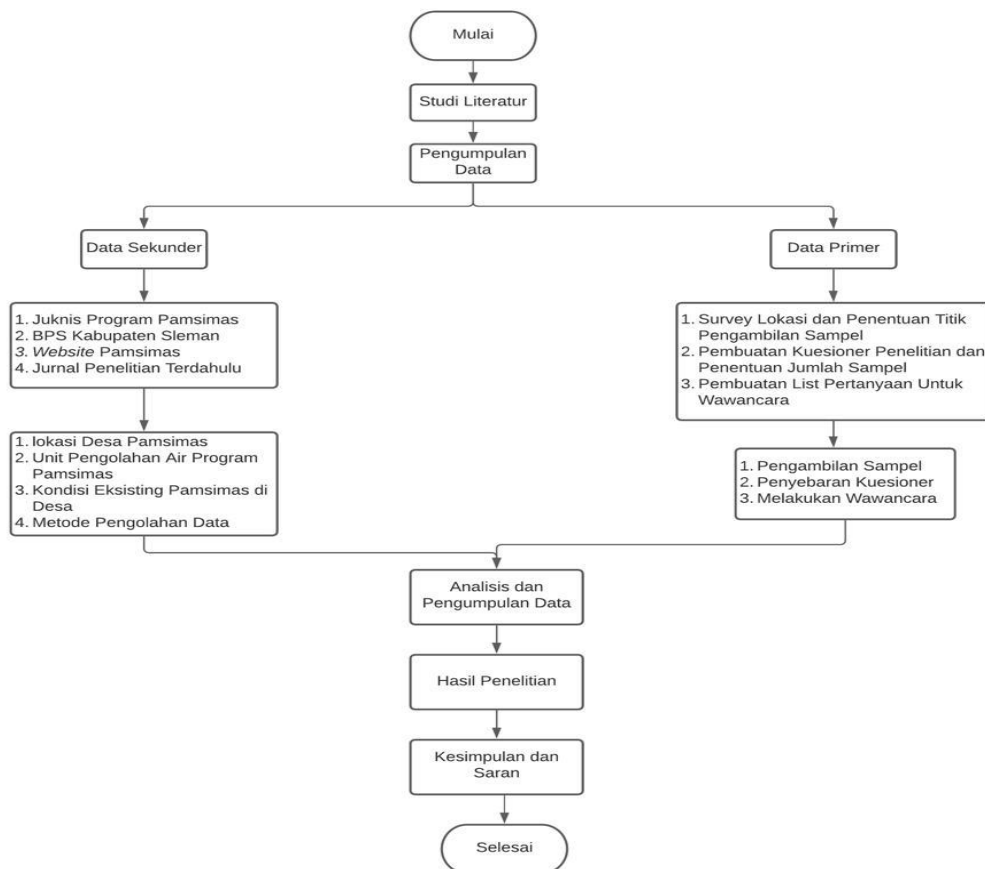 Mulai
Studi Literatur
Pengumpulan
Data
Data Sekunder
Data Primer
1. Juknis Program Pamsimas
2. BPS Kabupaten Sleman
3. Website Pamsimas
4. Jurnal Penelitian Terdahulu
1. Survey Lokasi dan Penentuan Titik
Pengambilan Sampel
2. Pembuatan Kuesioner Penelitian dan
Penentuan Jumlah Sampel
3. Pembuatan List Pertanyaan Untuk
Wawancara
1. lokasi Desa Pamsimas
2. Unit Pengolahan Air Program
Pamsimas
3. Kondisi Eksisting Pamsimas di
Desa
4. Metode Pengolahan Data
1. Pengambilan Sampel
2. Penyebaran Kuesioner
3. Melakukan Wawancara
Analisis dan
Pengumpulan Data
Hasil Penelitian
Kesimpulan dan
Saran
Selesai